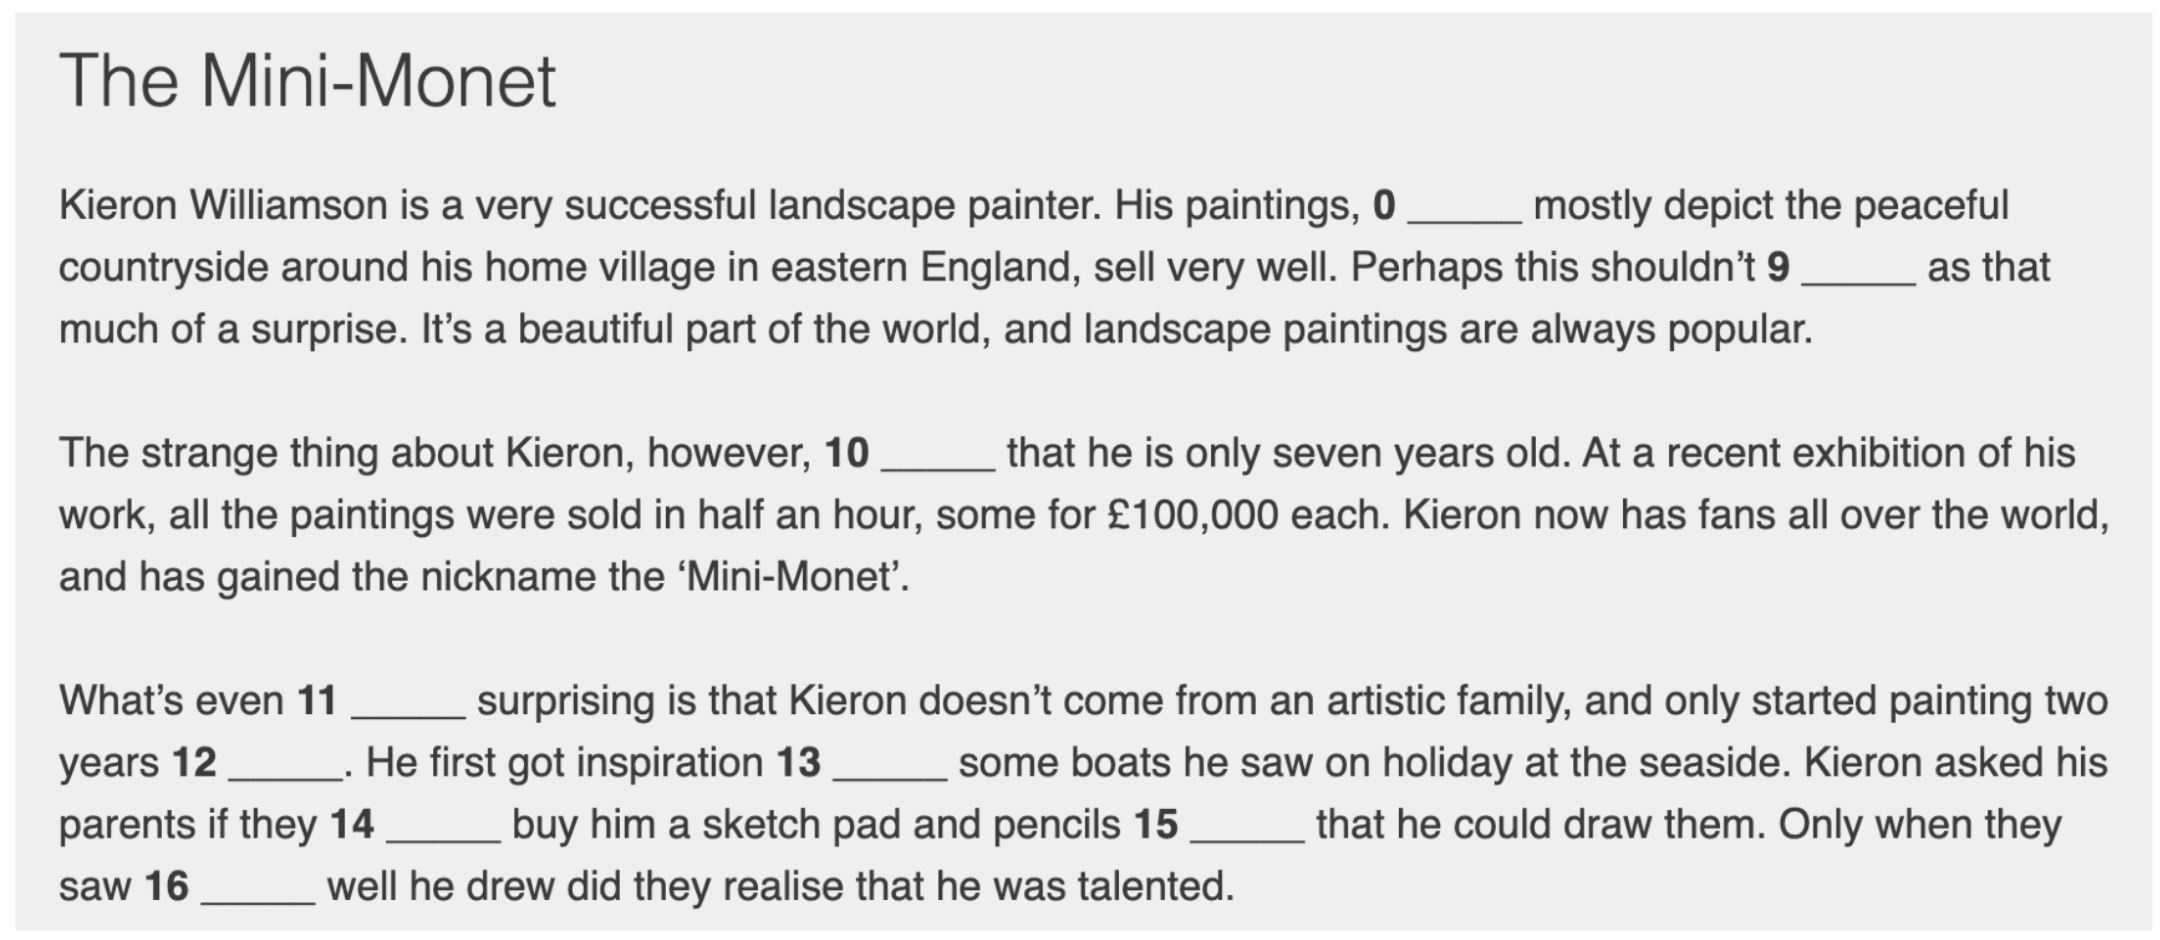 The Mini-Monet
Kieron Williamson is a very successful landscape painter. His paintings, 0 _____ mostly depict the peaceful
countryside around his home village in eastern England, sell very well. Perhaps this shouldn’t 9 _____ as that
much of a surprise. It’s a beautiful part of the world, and landscape paintings are always popular.
The strange thing about Kieron, however, 10 _____ that he is only seven years old. At a recent exhibition of his
work, all the paintings were sold in half an hour, some for £100,000 each. Kieron now has fans all over the world,
and has gained the nickname the ‘Mini-Monet’.
What’s even 11 _____ surprising is that Kieron doesn’t come from an artistic family, and only started painting two
years 12 _____. He first got inspiration 13 _____ some boats he saw on holiday at the seaside. Kieron asked his
parents if they 14 _____ buy him a sketch pad and pencils 15 _____ that he could draw them. Only when they
saw 16 _____ well he drew did they realise that he was talented.